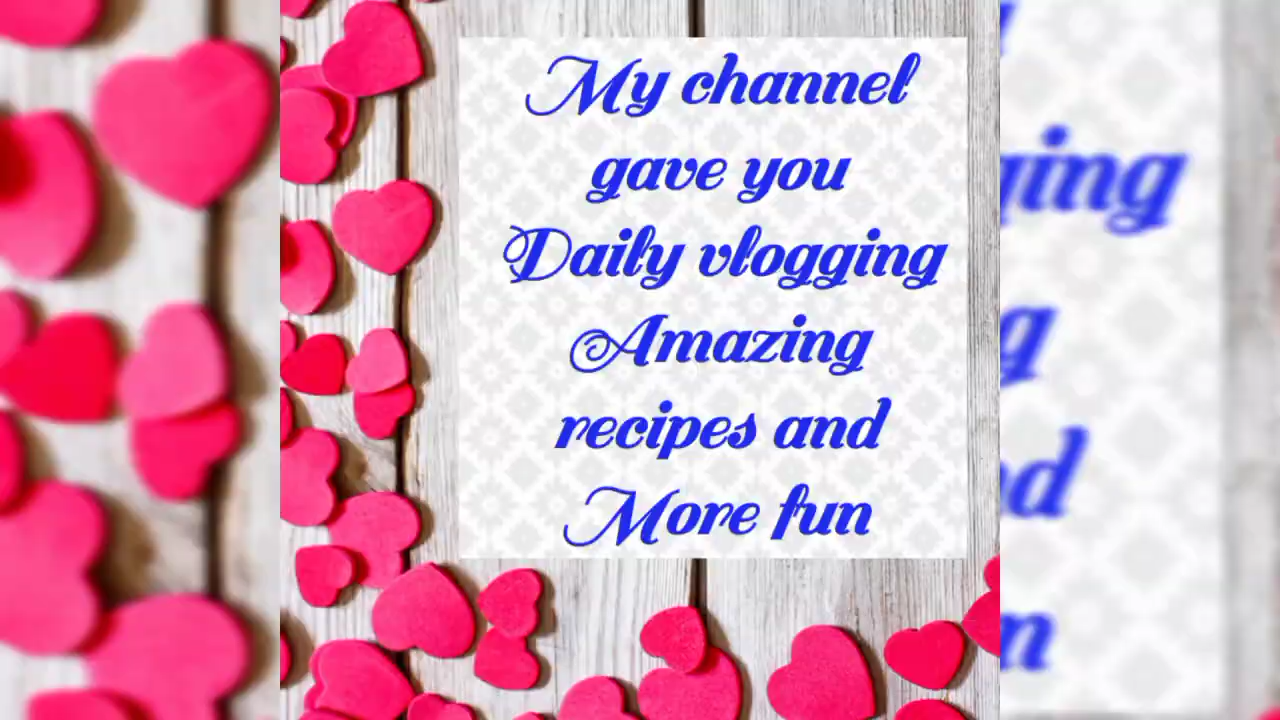 My channel
gave you
Daily vlogging
Amazing
recipes and
More fun